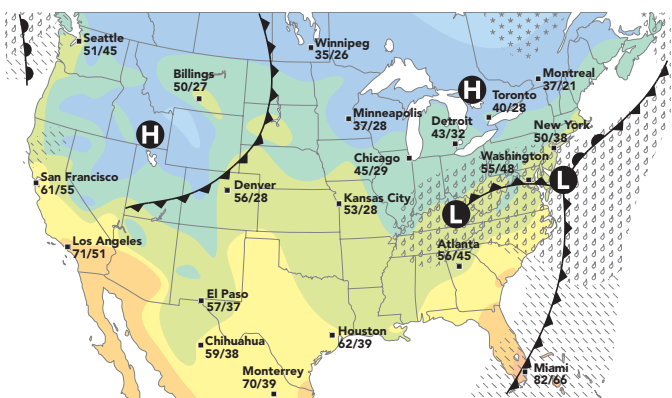 Seattle
51/45
Winnipeg
35/26
Billings
50/27
Montreal
37/21
H
Toronto
40/28
Minneapolis
37/28
Detroit
43/32
New York
50/38
H
Chicago
45/29
Washington
55/48
San Francisco
61/55
Denver
56/28
L
Kansas City
53/28
L
Los Angeles
71/51
Atlanta
56/45
El Paso
57/37
Houston
62/39
Chihuahua
59/38
Monterrey
70/39
Miami
82/66